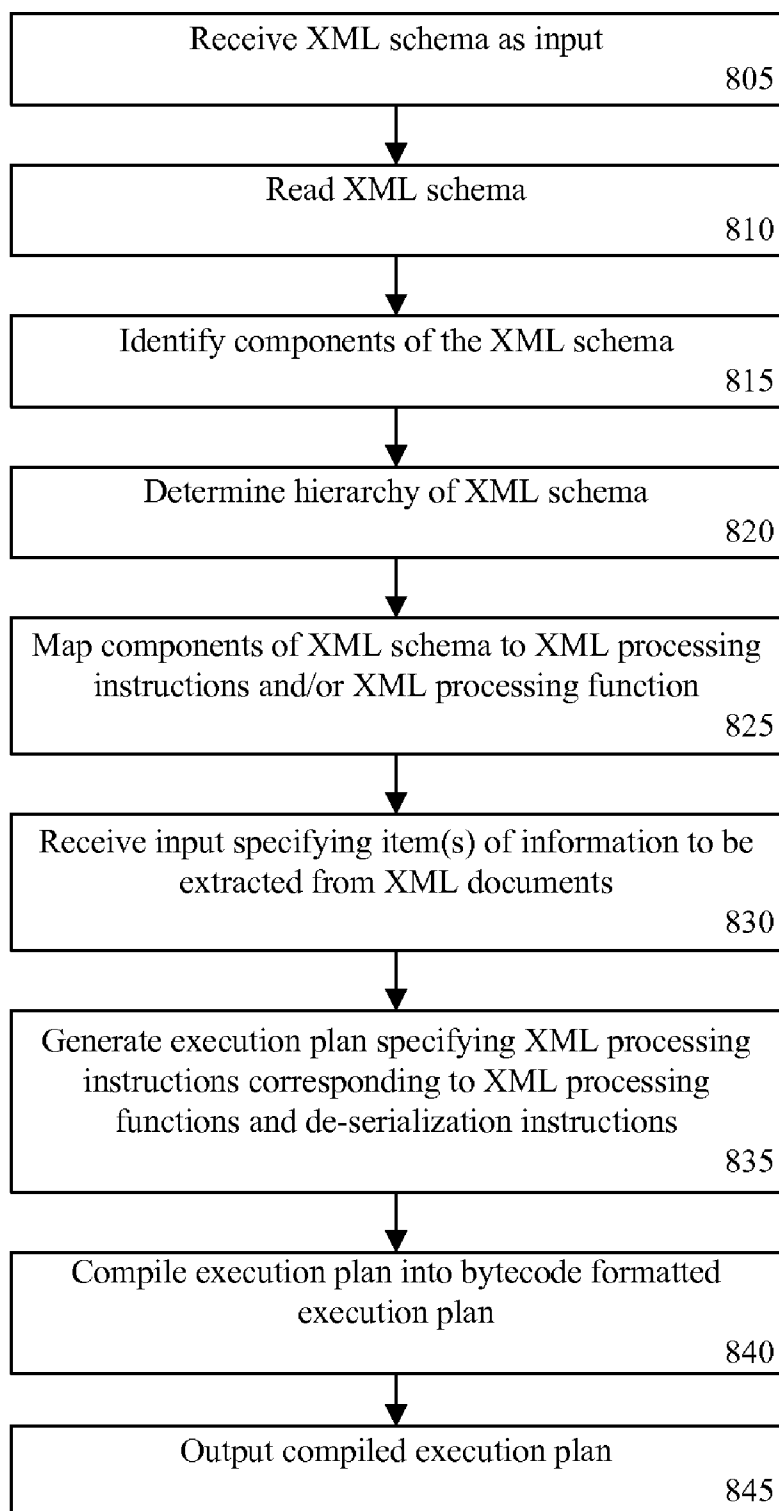 Receive XML schema as input
805
Read XML schema
810
Identify components of the XML schema
815
Determine hierarchy of XML schema
820
Map components of XML schema to XML processing
instructions and/or XML processing function
825
Receive input specifying item(s) of information to be
extracted from XML documents
830
Generate execution plan specifying XML processing
instructions corresponding to XML processing
functions and de-serialization instructions
835
Compile execution plan into bytecode formatted
execution plan
840
Output compiled execution plan
845